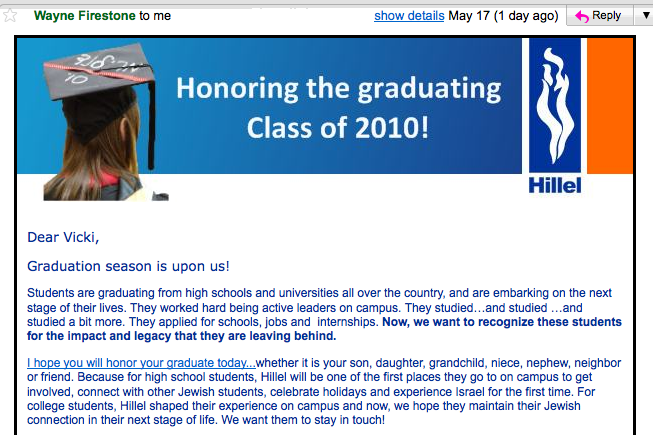 Wayne Firestone to me show details May 17 (1 day ago) Reply
Honoring the graduating
Class of 2010!
Hillel
Dear Vicki,
Graduation season is upon us!
Students are graduating from high schools and universities all over the country, and are embarking on the next
stage of their lives. They worked hard being active leaders on campus. They studied…and studied …and
studied a bit more. They applied for schools, jobs and internships. Now, we want to recognize these students
for the impact and legacy that they are leaving behind.
I hope you will honor your graduate today...whether it is your son, daughter, grandchild, niece, nephew, neighbor
or friend. Because for high school students, Hillel will be one of the first places they go to on campus to get
involved, connect with other Jewish students, celebrate holidays and experience Israel for the first time. For
college students, Hillel shaped their experience on campus and now, we hope they maintain their Jewish
connection in their next stage of life. We want them to stay in touch!